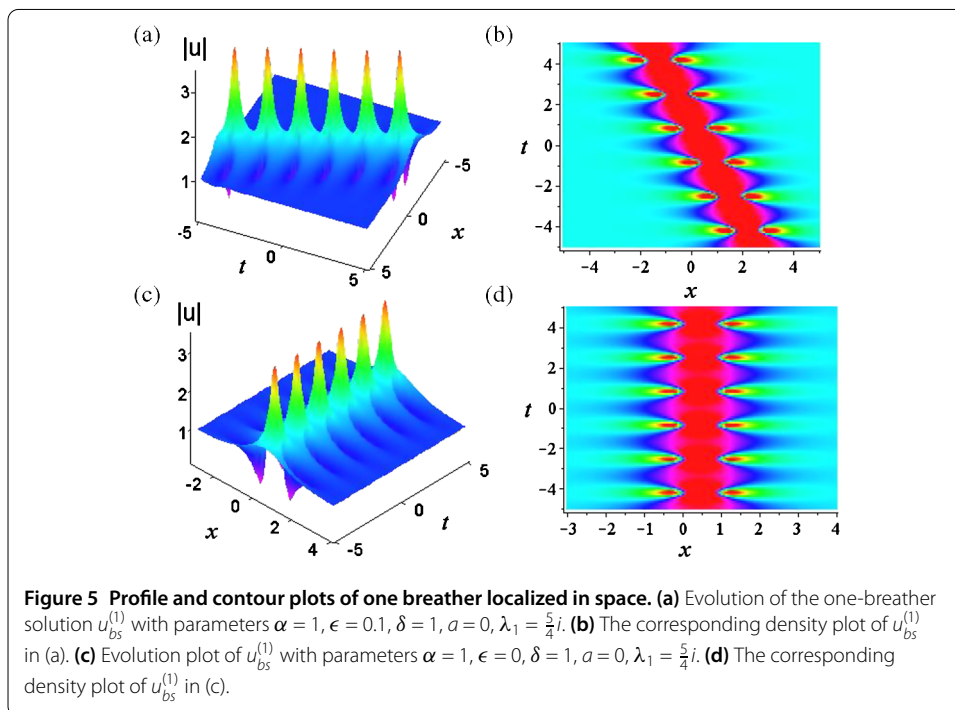 (a)
|u|
3
2
1
-5
0
5
t
-5
0
5
x
(b)
4
2
0
−2
−4
t
−4
−2
0
2
4
x
(c)
|u|
3
2
1
-2
0
2
4
x
-5
0
5
t
(d)
4
2
0
−2
−4
t
−3
−2
−1
0
1
2
3
4
x
Figure 5 Profile and contour plots of one breather localized in space. (a) Evolution of the one-breather
solution u_{bs}^{(1)} with parameters α = 1, ϵ = 0.1, δ = 1, a = 0, λ₁ = 5/4 i. (b) The corresponding density plot of u_{bs}^{(1)}
in (a). (c) Evolution plot of u_{bs}^{(1)} with parameters α = 1, ϵ = 0, δ = 1, a = 0, λ₁ = 5/4 i. (d) The corresponding
density plot of u_{bs}^{(1)} in (c).